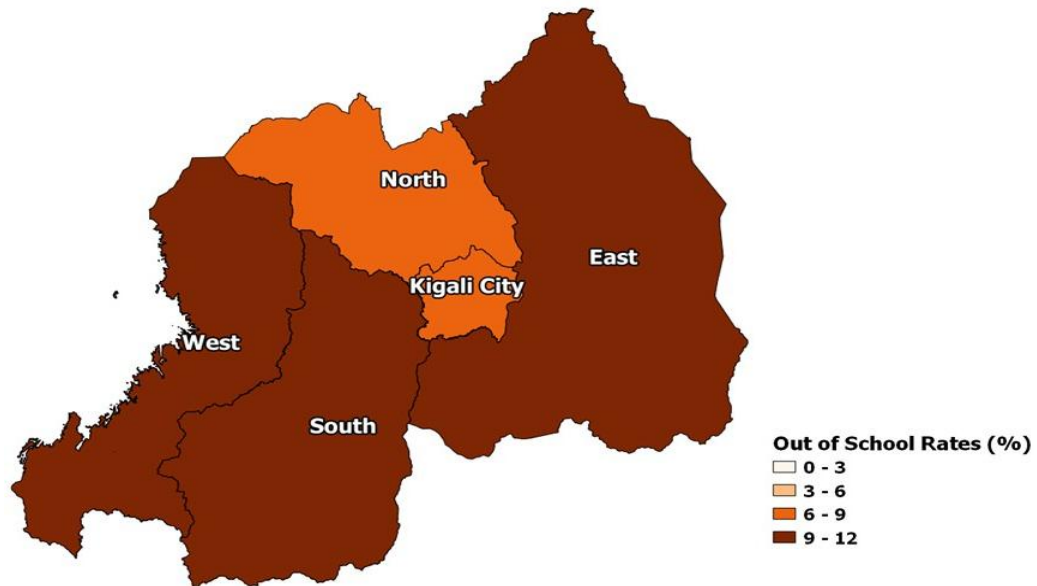 North
East
Kigali City
West
South
Out of School Rates (%)
0 - 3
3 - 6
6 - 9
9 - 12